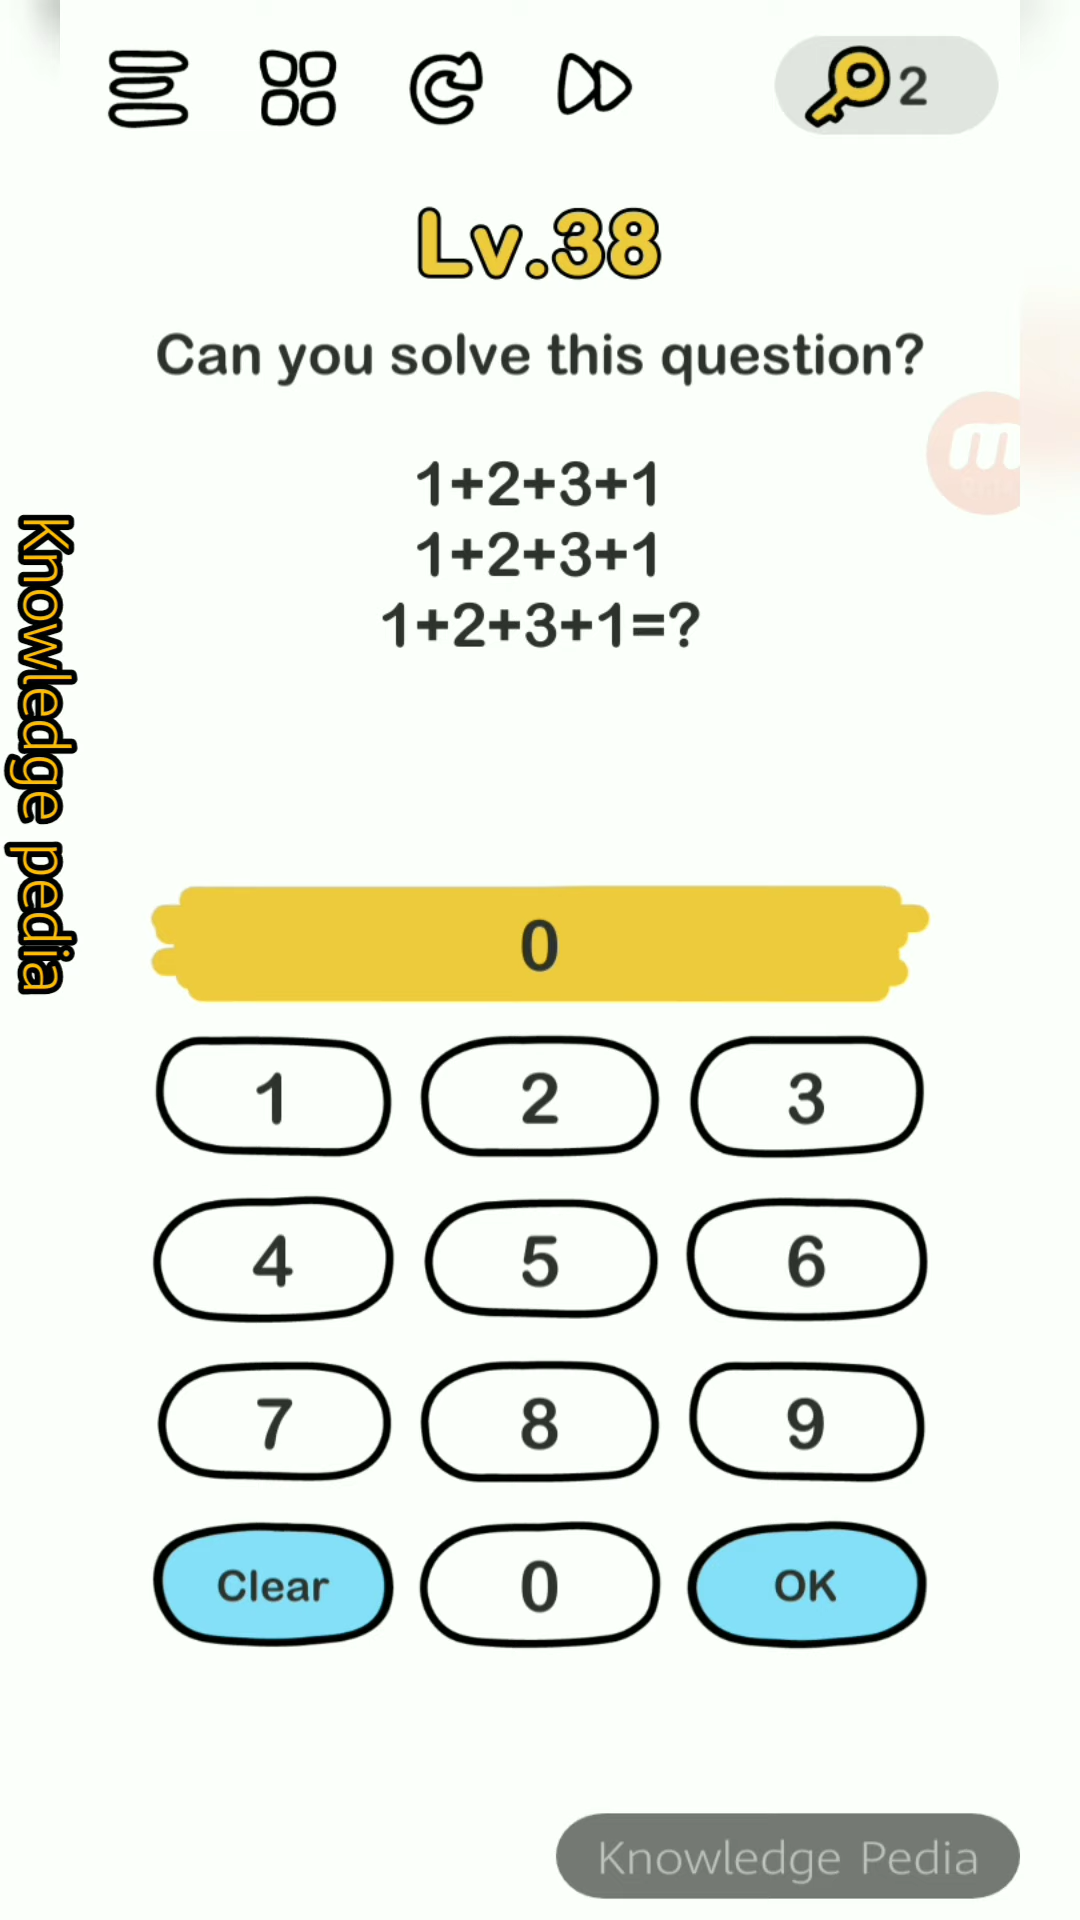 2
Lv.38
Can you solve this question?
1+2+3+1
1+2+3+1
1+2+3+1=?
Knowledge pedia
0
1 2 3
4 5 6
7 8 9
Clear 0 OK
Knowledge Pedia